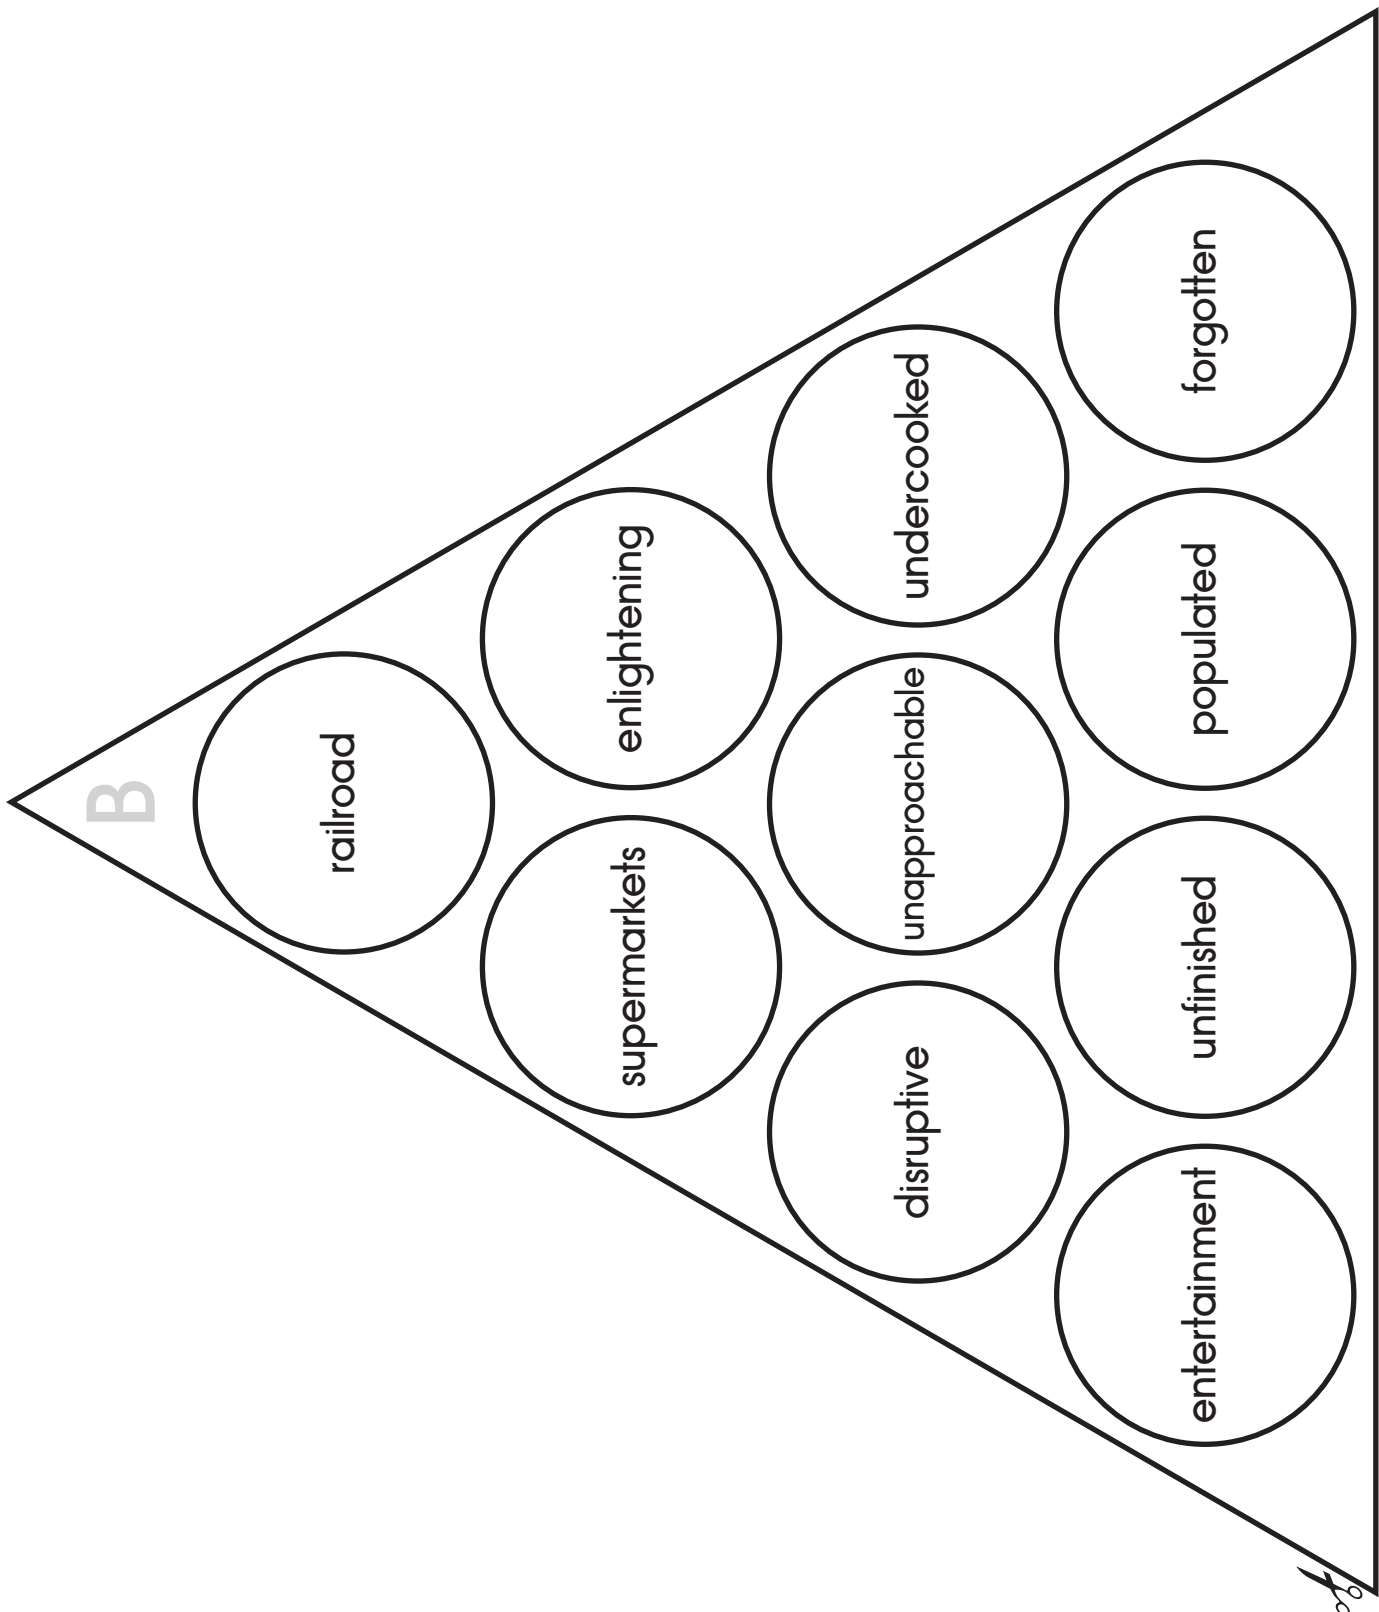 B
railroad
supermarkets
enlightening
disruptive
unapproachable
undercooked
entertainment
unfinished
populated
forgotten